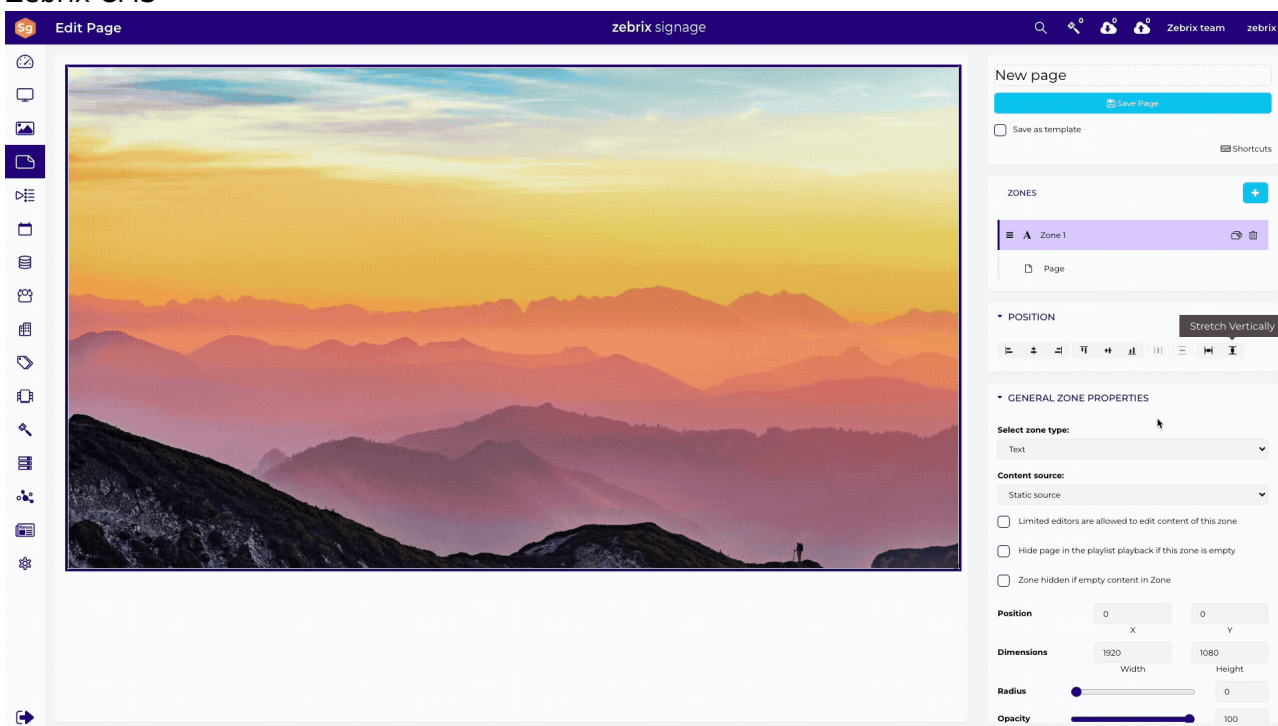 Zebrix CMS
Sg Edit Page zebrix signage 0 0 0 Zebrix team zebrix
New page
Save Page
Save as template
Shortcuts
ZONES
A Zone 1
Page
POSITION
Stretch Vertically
GENERAL ZONE PROPERTIES
Select zone type:
Text
Content source:
Static source
Limited editors are allowed to edit content of this zone
Hide page in the playlist playback if this zone is empty
Zone hidden if empty content in Zone
Position 0 0
X Y
Dimensions 1920 1080
Width Height
Radius 0
Opacity 100